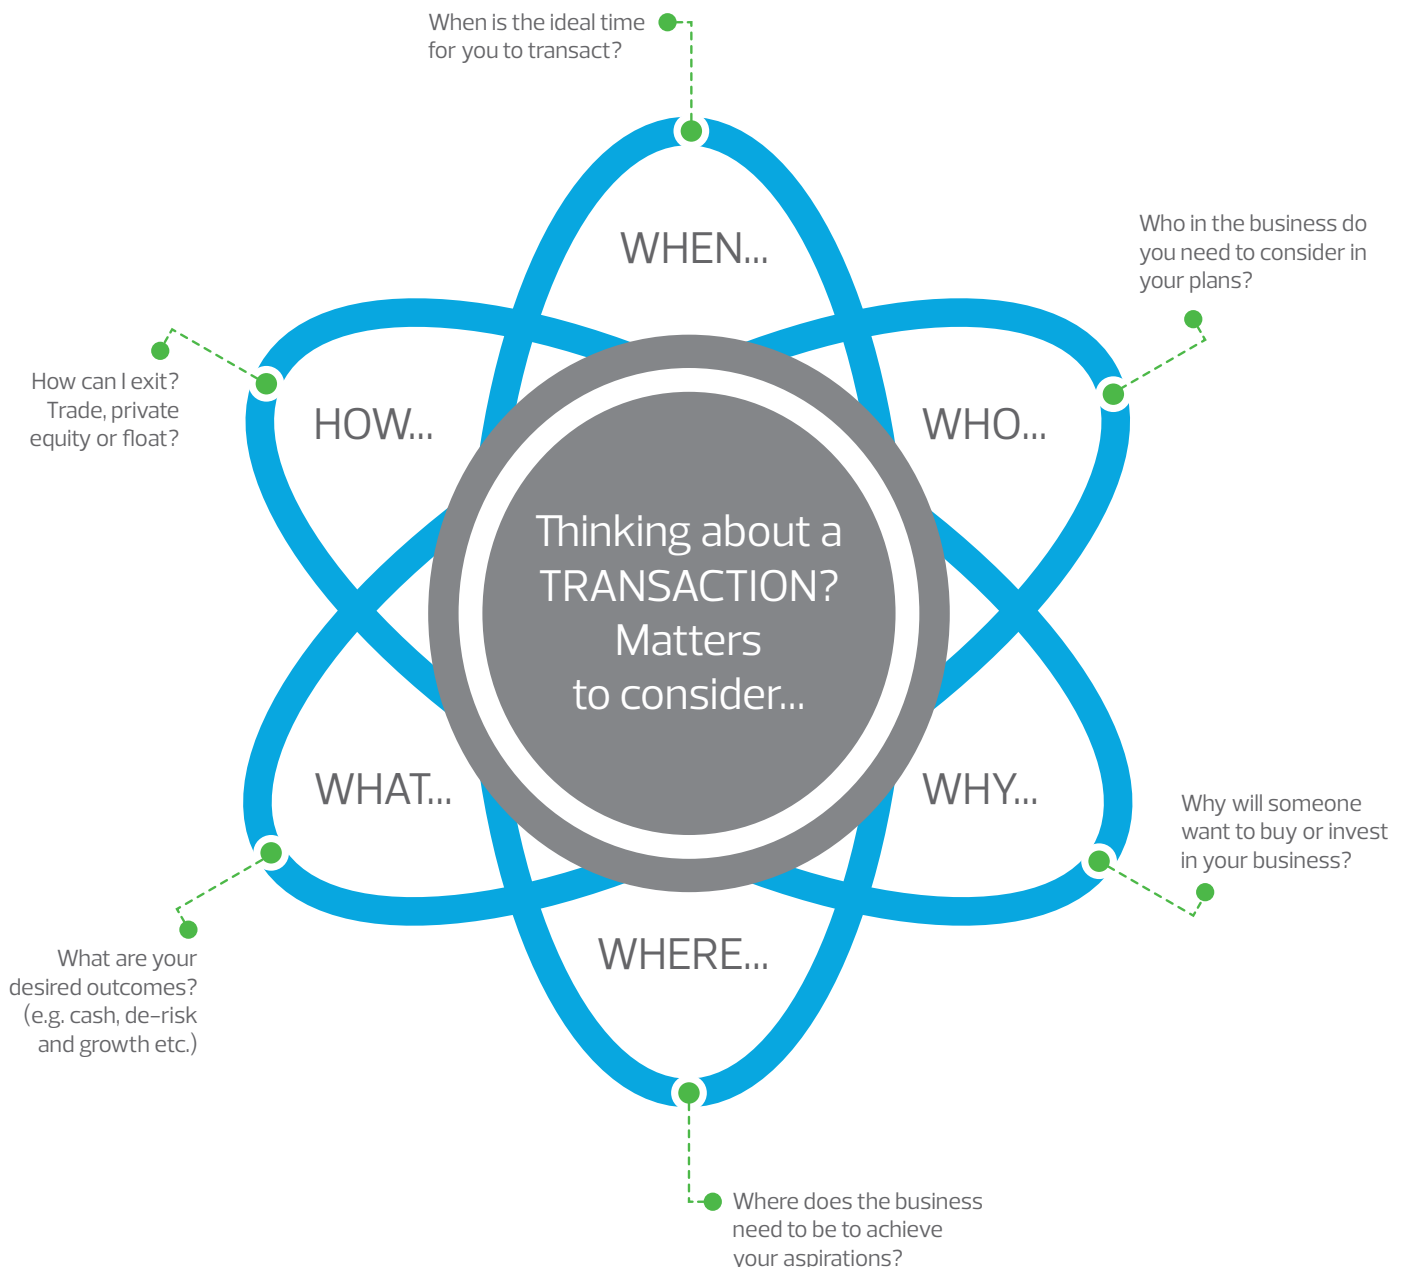 When is the ideal time
for you to transact?
WHEN...
Who in the business do
you need to consider in
your plans?
How can I exit?
Trade, private
equity or float?
HOW...
WHO...
Thinking about a
TRANSACTION?
Matters
to consider...
WHAT...
WHY...
Why will someone
want to buy or invest
in your business?
What are your
desired outcomes?
(e.g. cash, de-risk
and growth etc.)
WHERE...
Where does the business
need to be to achieve
your aspirations?